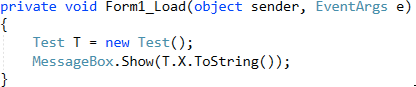 private void Form1_Load(object sender, EventArgs e)
{
    Test T = new Test();
    MessageBox.Show(T.X.ToString());
}
.